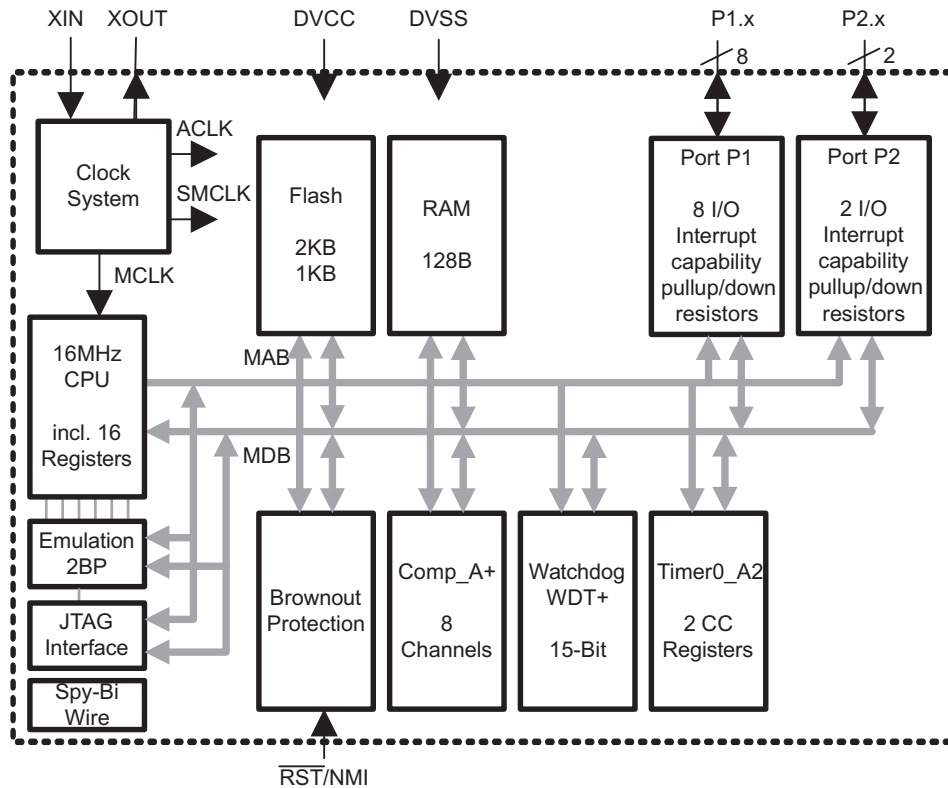 XIN XOUT DVCC DVSS P1.x P2.x
8 2
Clock
System
ACLK
SMCLK
MCLK
Flash
2KB
1KB
RAM
128B
Port P1
8 I/O
Interrupt
capability
pullup/down
resistors
Port P2
2 I/O
Interrupt
capability
pullup/down
resistors
16MHz
CPU
incl. 16
Registers
MAB
MDB
Emulation
2BP
JTAG
Interface
Spy-Bi
Wire
Brownout
Protection
Comp_A+
8
Channels
Watchdog
WDT+
15-Bit
Timer0_A2
2 CC
Registers
RST/NMI